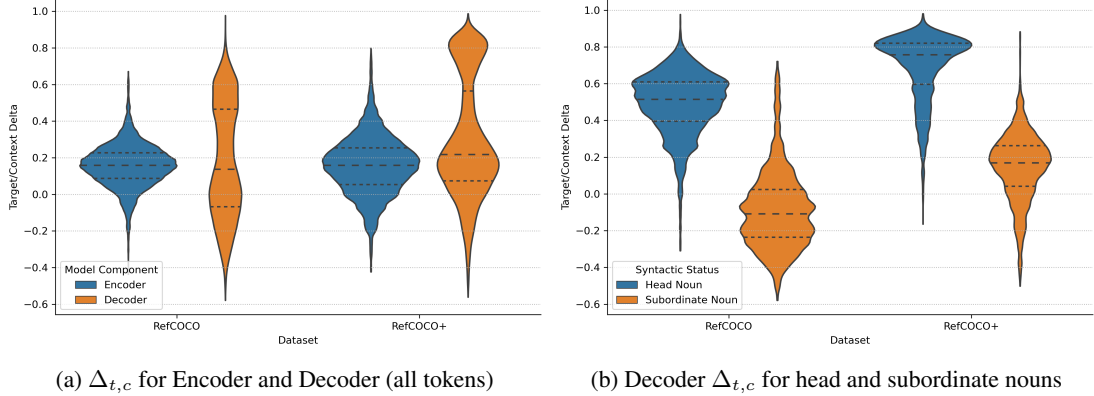 Target/Context Delta
1.0
0.8
0.6
0.4
0.2
0.0
−0.2
−0.4
−0.6
Model Component
Encoder
Decoder
RefCOCO
RefCOCO+
Dataset
(a) Δt,c for Encoder and Decoder (all tokens)
Target/Context Delta
1.0
0.8
0.6
0.4
0.2
0.0
−0.2
−0.4
−0.6
Syntactic Status
Head Noun
Subordinate Noun
RefCOCO
RefCOCO+
Dataset
(b) Decoder Δt,c for head and subordinate nouns